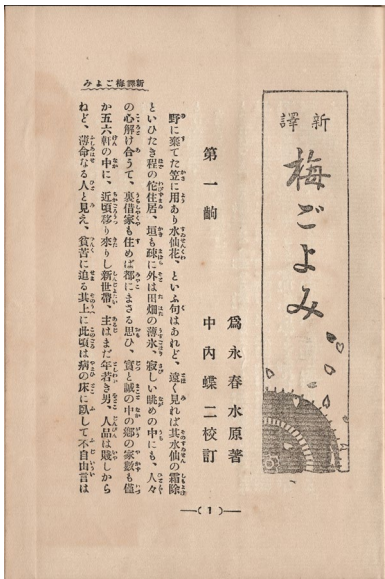 新譯
梅ごよみ
爲永春水原著
中内蝶二校訂
第一齣
野に棄てた笠に用あり水仙花、といふ句はあれど、遠く見れば其水仙の霜除
といひたき程の佗住居、垣も疎に外は田畑の薄氷、寂しい眺めの中にも、人々
の心解け合うて、裏借家も住めば都にまさる思ひ、實と誠の中の郷の家數も僅
か五六軒の中に、近頃移り來りし新世帶、主はまだ年若き男、人品は賤しから
ねど、薄命なる人と見え、貧苦に迫る其上に此頃は病の床に臥して不自由言は
新譯梅ごよみ
(1)